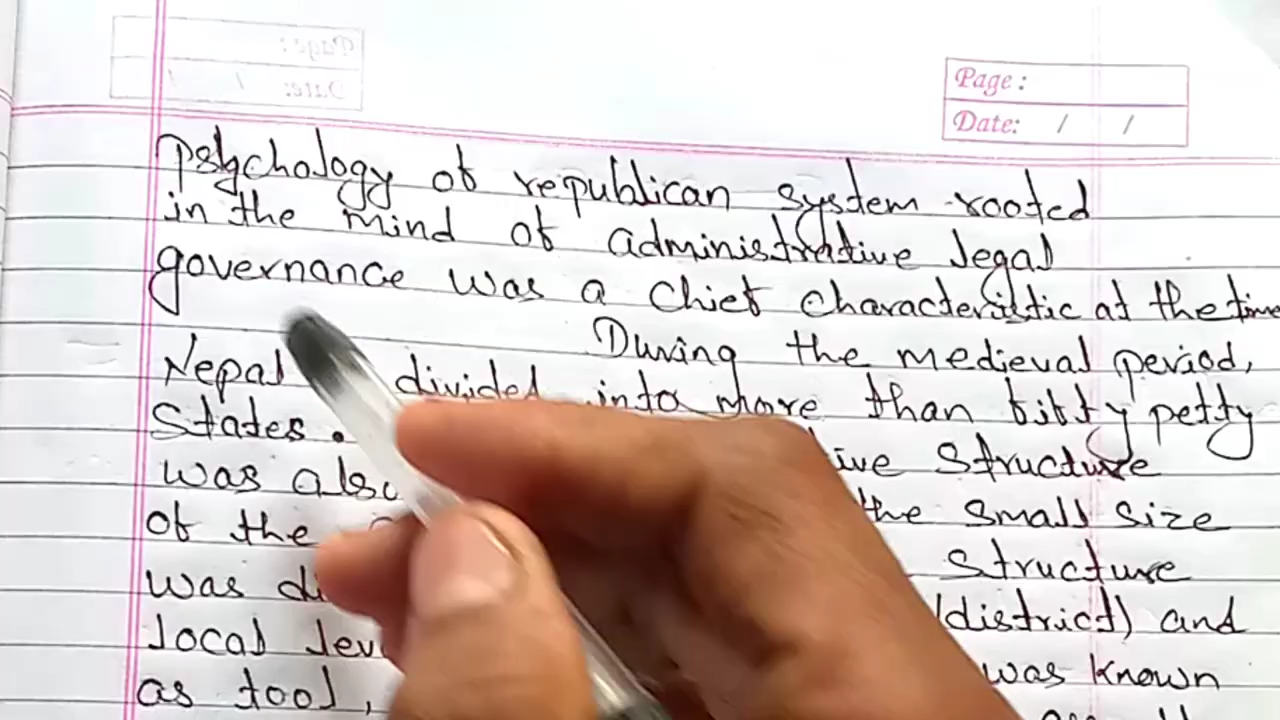 Page:
Date: / /
Psychology of republican system rooted
in the mind of administrative legal
governance was a chief characteristic at the time
During the medieval period,
Nepal divided into more than fifty petty
States.
was also structure
of the the small size
was structure
local (district) and
as tool, was known